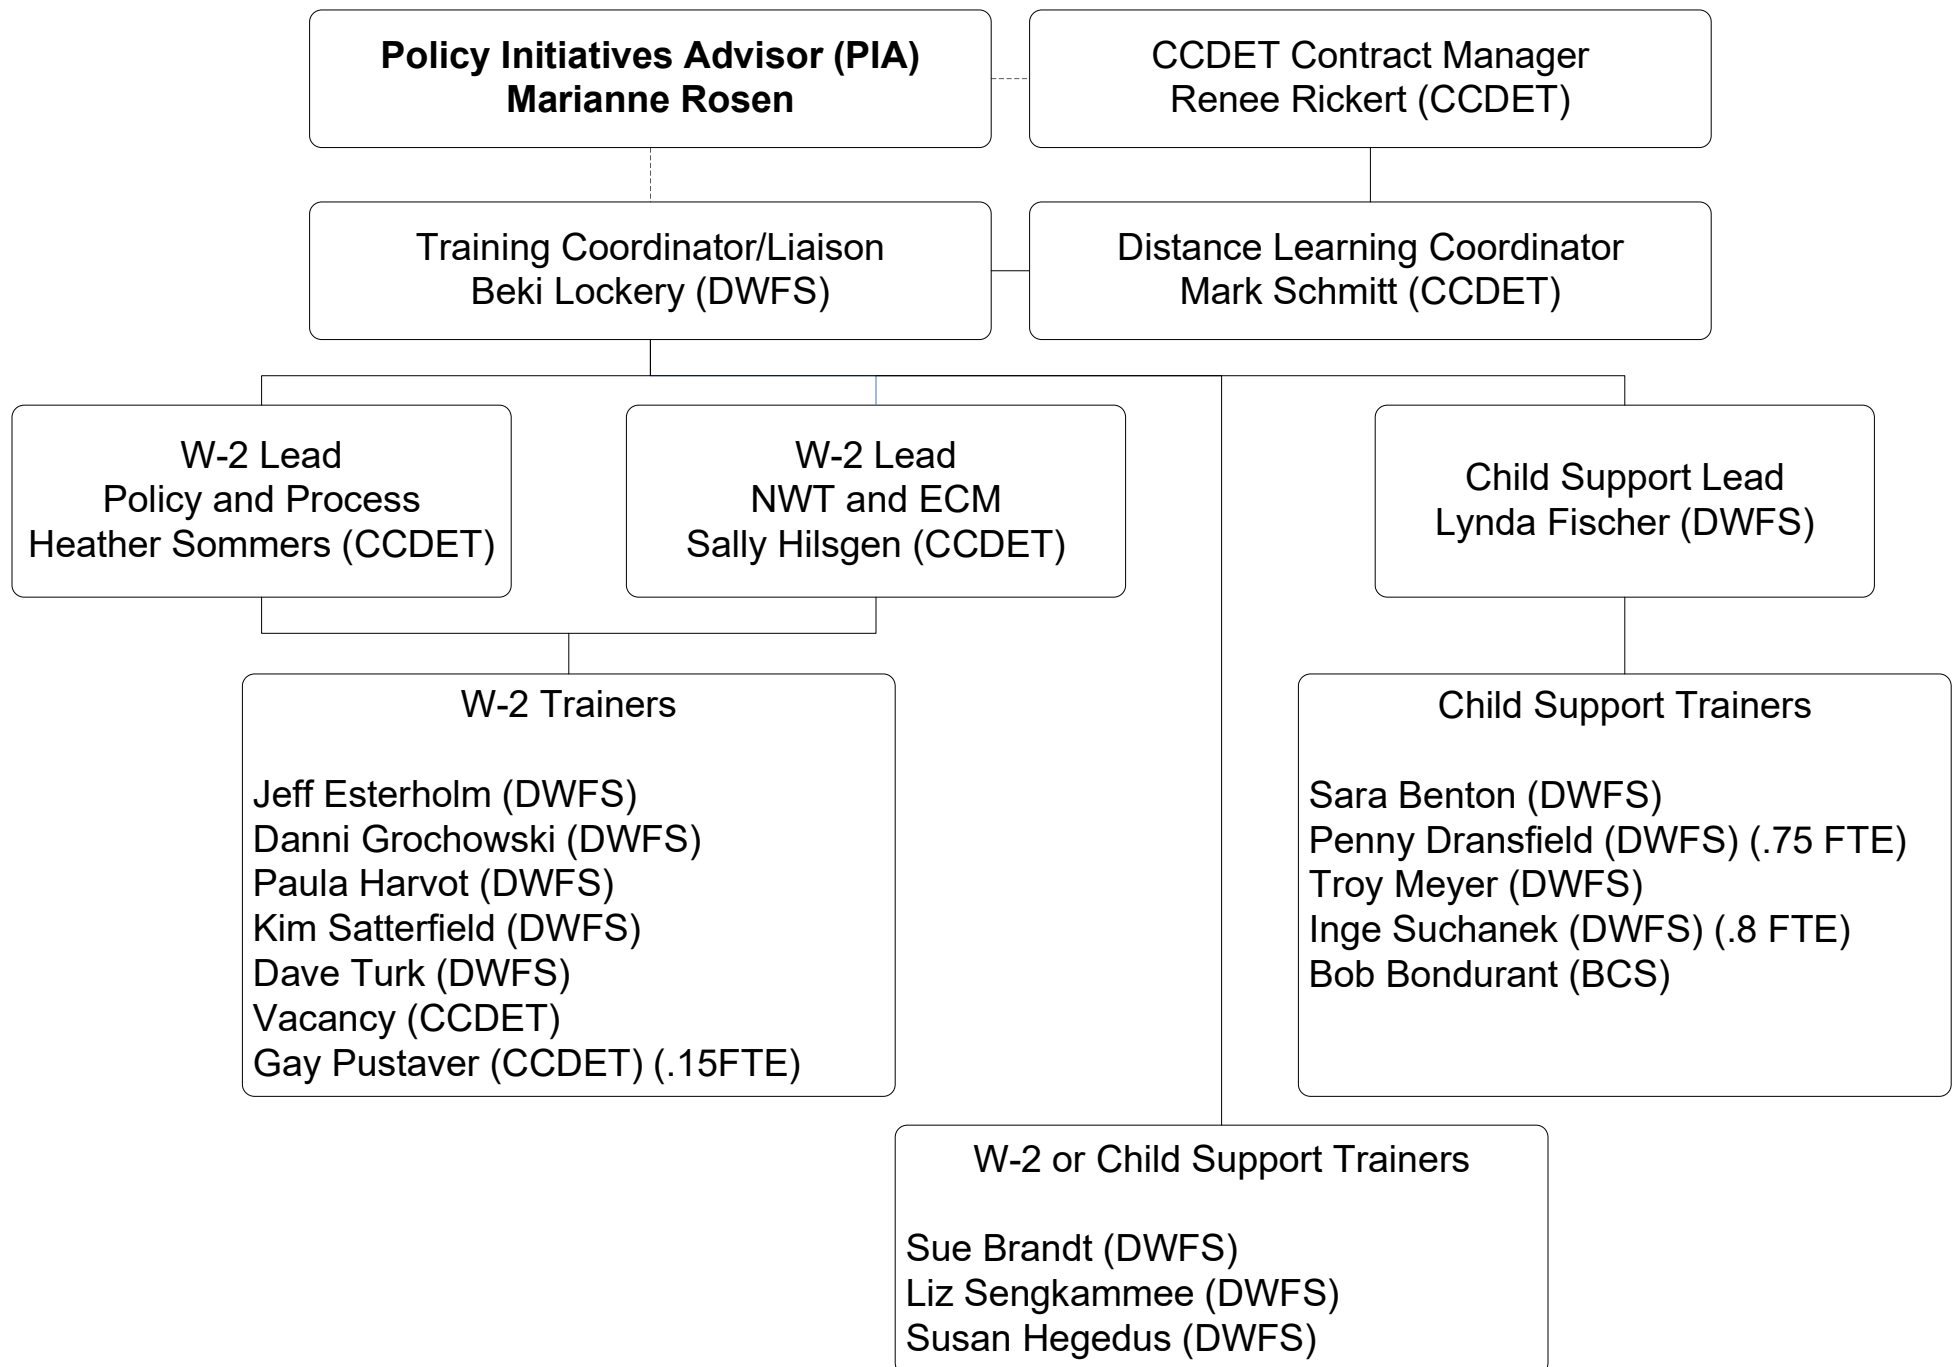 Policy Initiatives Advisor (PIA)
Marianne Rosen
CCDET Contract Manager
Renee Rickert (CCDET)
Training Coordinator/Liaison
Beki Lockery (DWFS)
Distance Learning Coordinator
Mark Schmitt (CCDET)
W-2 Lead
Policy and Process
Heather Sommers (CCDET)
W-2 Lead
NWT and ECM
Sally Hilsgen (CCDET)
Child Support Lead
Lynda Fischer (DWFS)
W-2 Trainers
Jeff Esterholm (DWFS)
Danni Grochowski (DWFS)
Paula Harvot (DWFS)
Kim Satterfield (DWFS)
Dave Turk (DWFS)
Vacancy (CCDET)
Gay Pustaver (CCDET) (.15FTE)
Child Support Trainers
Sara Benton (DWFS)
Penny Dransfield (DWFS) (.75 FTE)
Troy Meyer (DWFS)
Inge Suchanek (DWFS) (.8 FTE)
Bob Bondurant (BCS)
W-2 or Child Support Trainers
Sue Brandt (DWFS)
Liz Sengkammee (DWFS)
Susan Hegedus (DWFS)